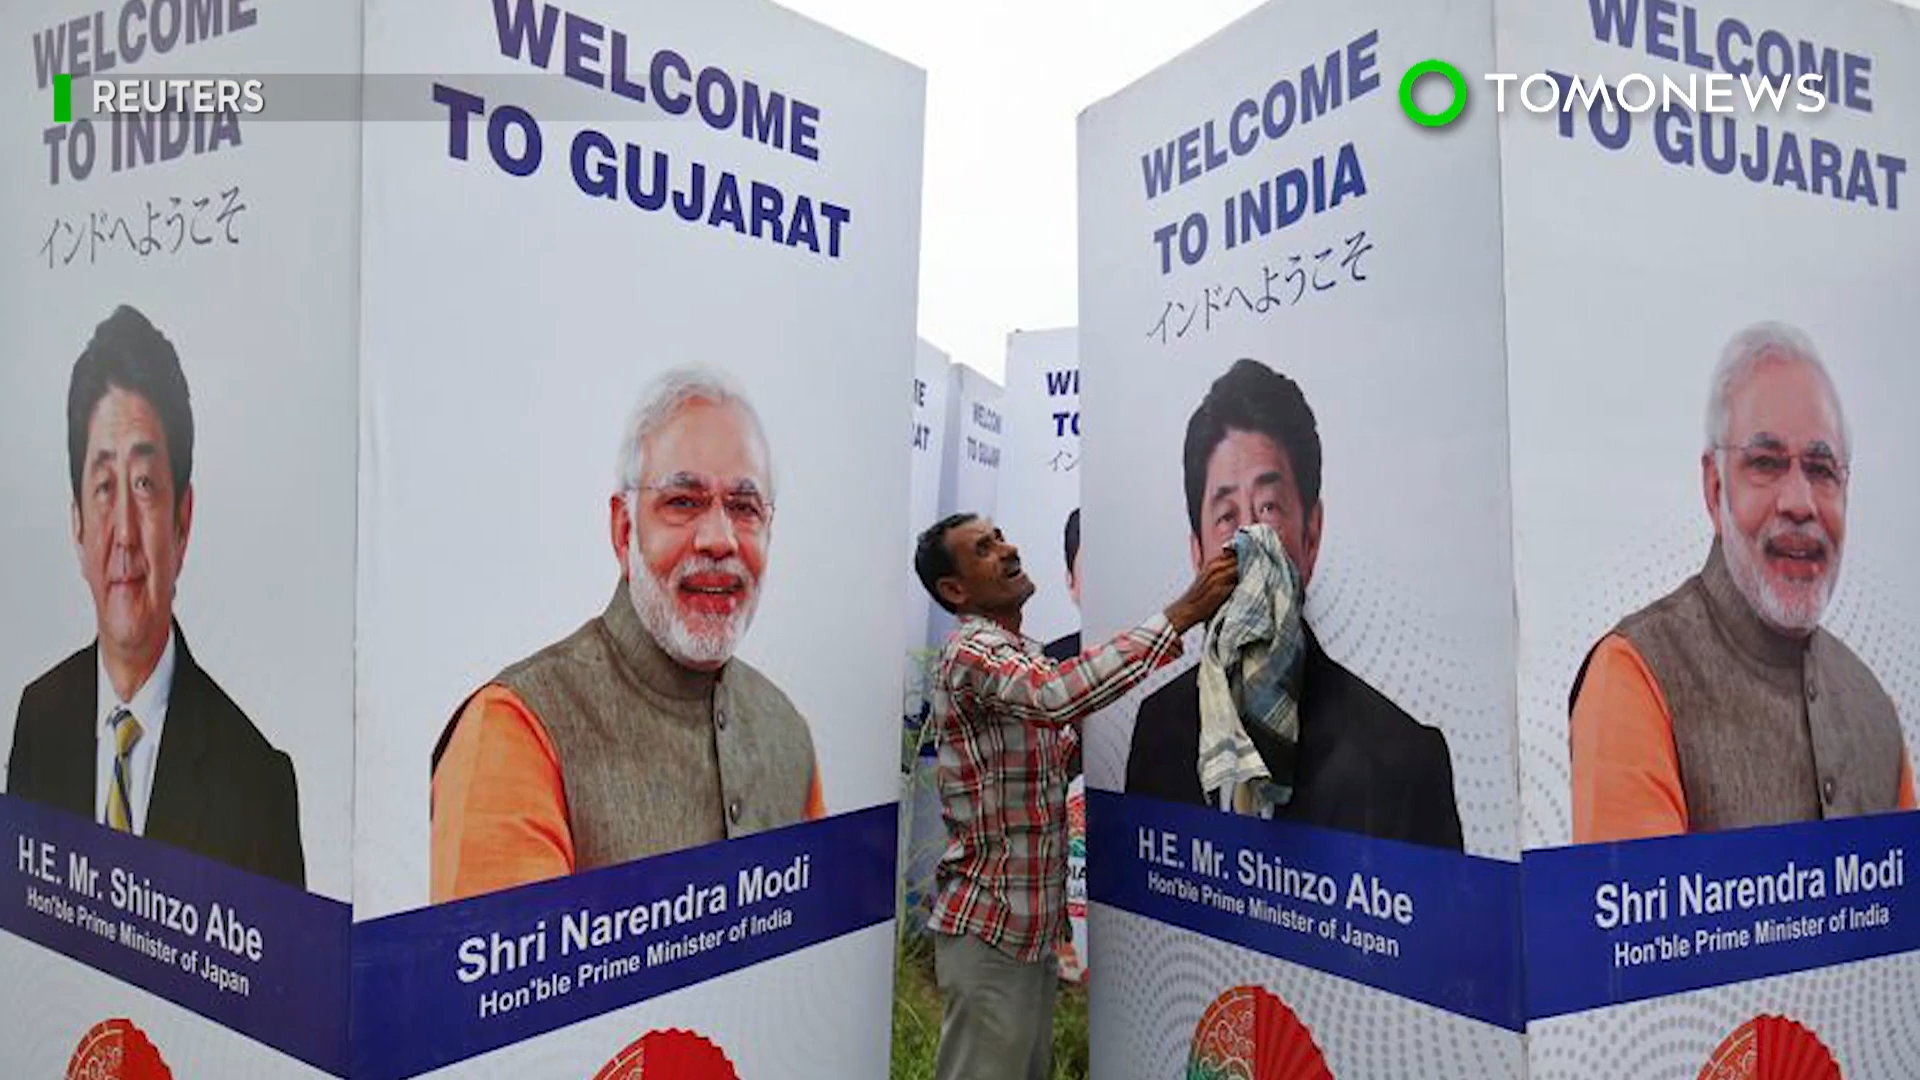 REUTERS
TOMONEWS
WELCOME
TO INDIA
インドへようこそ
H.E. Mr. Shinzo Abe
Hon'ble Prime Minister of Japan
WELCOME
TO GUJARAT
Shri Narendra Modi
Hon'ble Prime Minister of India
WELCOM
TO GUJAR
WELCOME
TO INDIA
インドへようこそ
H.E. Mr. Shinzo Abe
Hon'ble Prime Minister of Japan
WELCOME
TO GUJARAT
Shri Narendra Modi
Hon'ble Prime Minister of India